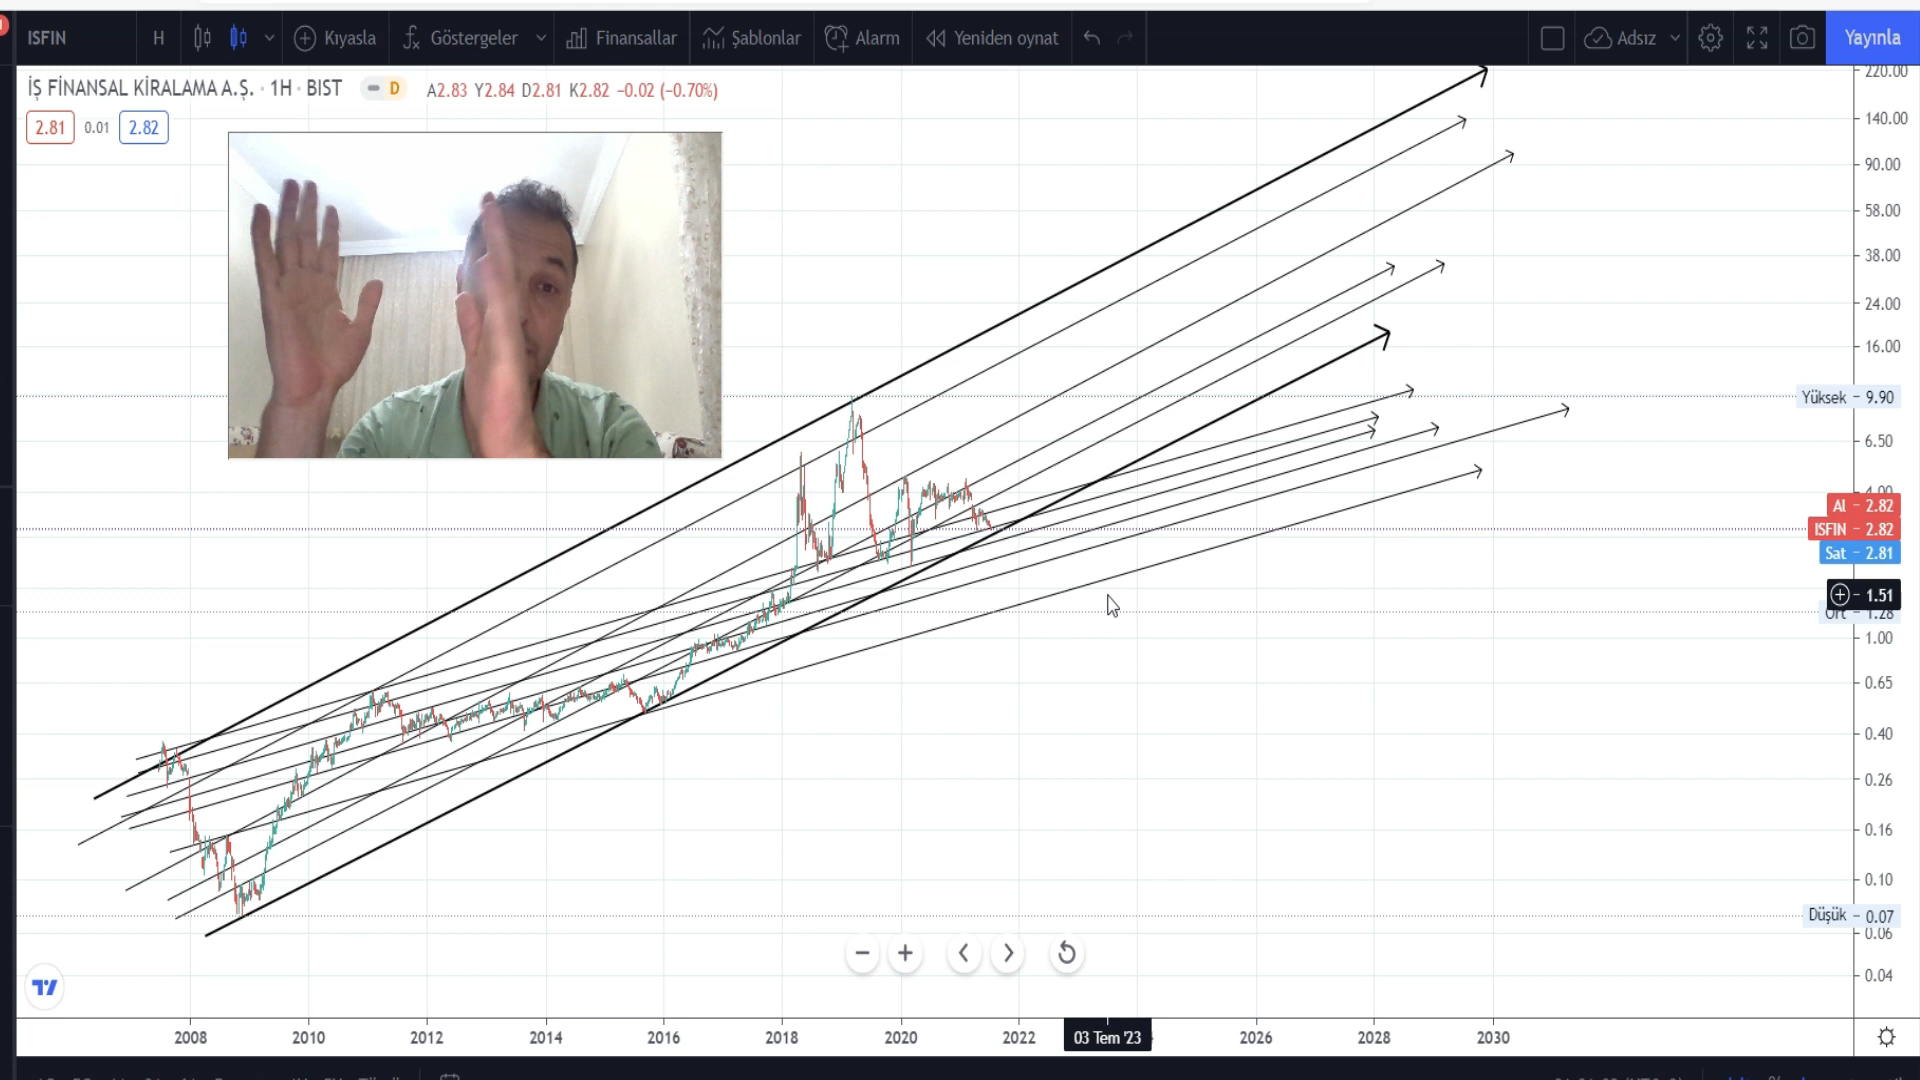 ISFIN H Kıyasla Göstergeler Finansallar Şablonlar Alarm Yeniden oynat Adsız Yayınla
İŞ FİNANSAL KİRALAMA A.Ş. · 1H · BIST D A2.83 Y2.84 D2.81 K2.82 −0.02 (−0.70%)
2.81 0.01 2.82
220.00
140.00
90.00
58.00
38.00
24.00
16.00
Yüksek 9.90
6.50
4.00
Al 2.82
ISFIN 2.82
Sat 2.81
1.51
Ort 1.28
1.00
0.65
0.40
0.26
0.16
0.10
Düşük 0.07
0.06
0.04
2008 2010 2012 2014 2016 2018 2020 2022 03 Tem '23 2026 2028 2030